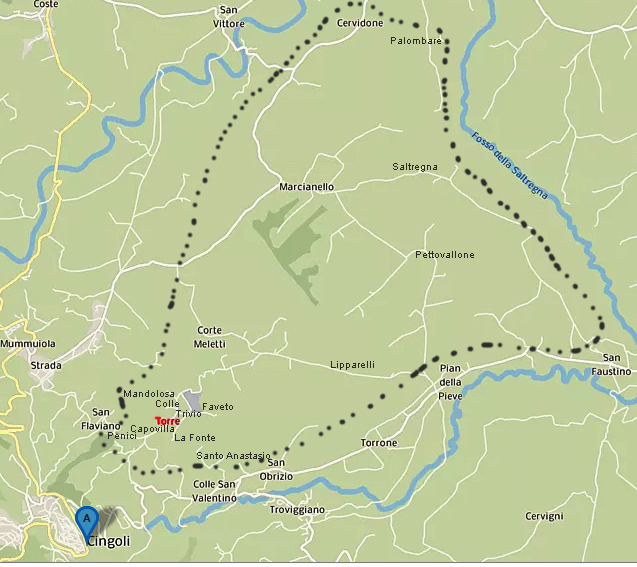 Coste
San
Vittore
Cervidone
Palombare
Fosso della Saltregna
Saltregna
Marcianello
Pettovallone
Corte
Meletti
Mummuiola
Strada
Lipparelli
Pian
della
Pieve
San
Faustino
Mandolosa
Colle
Faveto
Trivio
San
Flaviano
Torre
Capovilla
Penici
La Fonte
Torrone
Santo Anastasio
San
Obrizio
Colle San
Valentino
Troviggiano
Cervigni
A
Cingoli